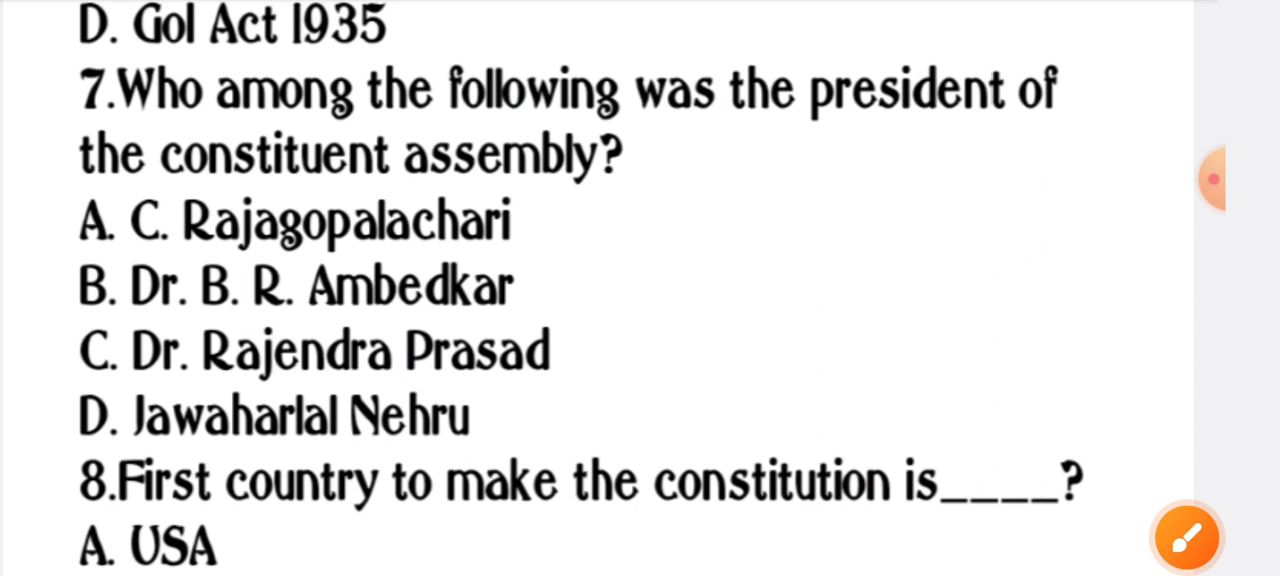 D. GoI Act 1935
7.Who among the following was the president of
the constituent assembly?
A. C. Rajagopalachari
B. Dr. B. R. Ambedkar
C. Dr. Rajendra Prasad
D. Jawaharlal Nehru
8.First country to make the constitution is____?
A. USA